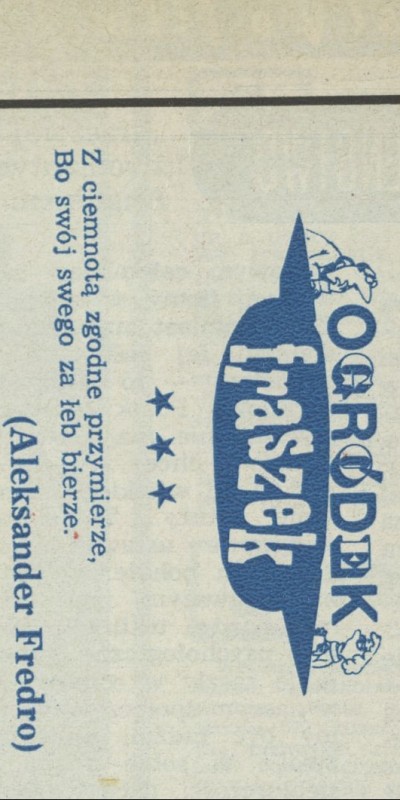 OGRÓDEK
fraszek
★ ★ ★
Z ciemnotą zgodne przymierze,
Bo swój swego za łeb bierze.
(Aleksander Fredro)